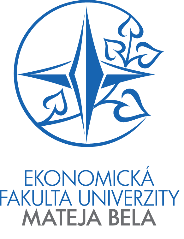 EKONOMICKÁ
FAKULTA UNIVERZITY
MATEJA BELA